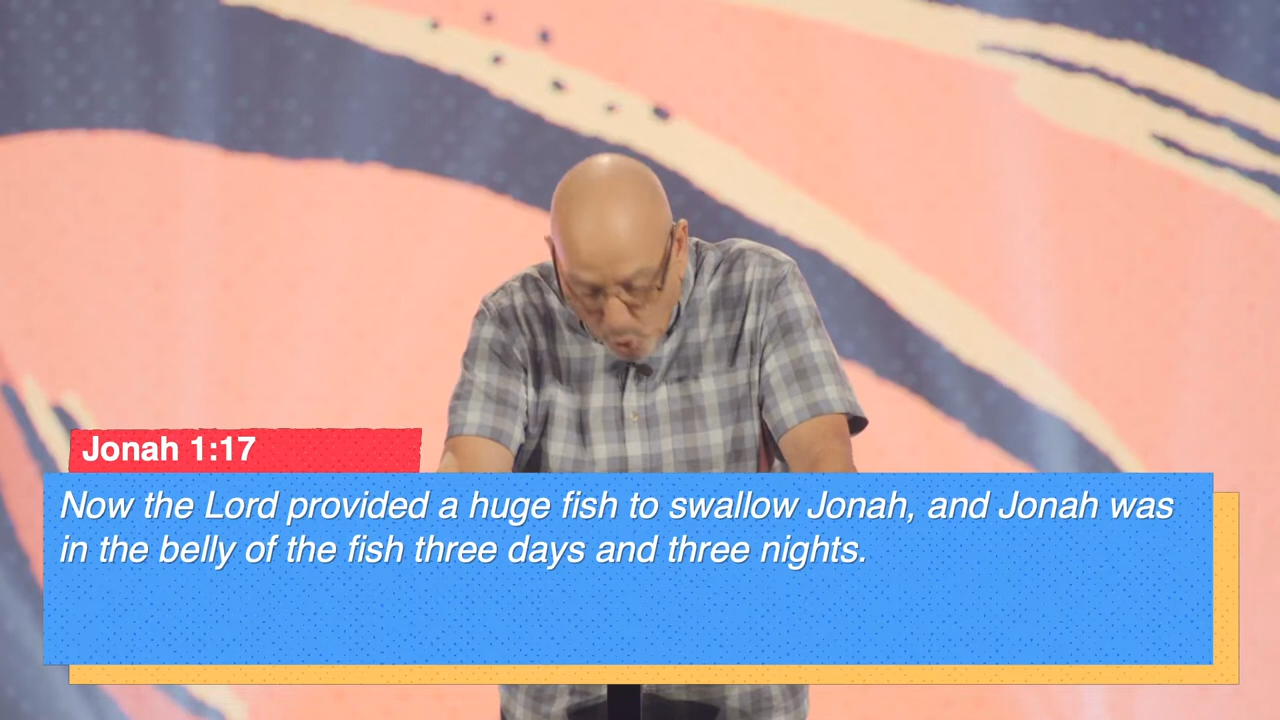 Jonah 1:17
Now the Lord provided a huge fish to swallow Jonah, and Jonah was
in the belly of the fish three days and three nights.